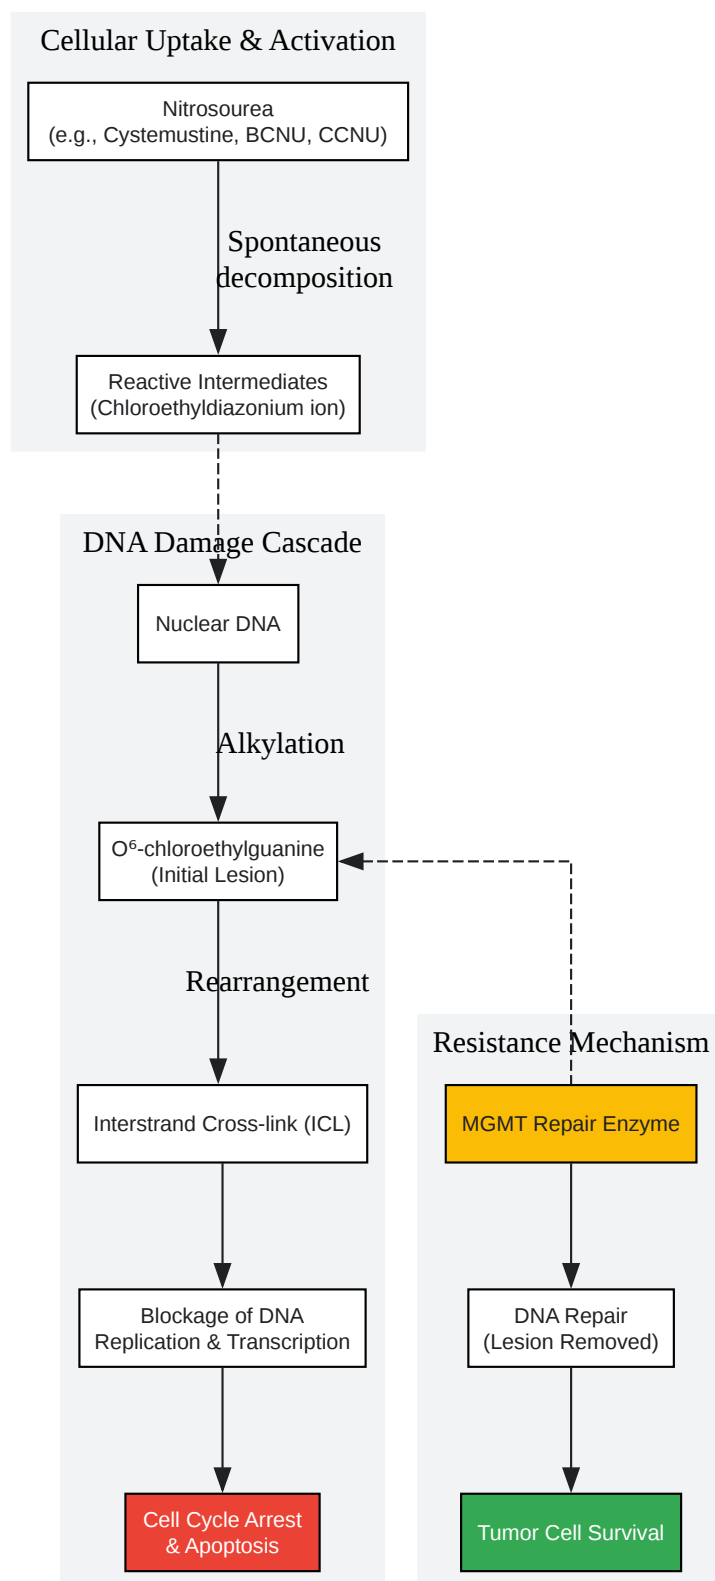 Cellular Uptake & Activation
Nitrosourea
(e.g., Cystemustine, BCNU, CCNU)
Spontaneous
decomposition
Reactive Intermediates
(Chloroethyldiazonium ion)
DNA Damage Cascade
Nuclear DNA
Alkylation
O⁶-chloroethylguanine
(Initial Lesion)
Rearrangement
Interstrand Cross-link (ICL)
Blockage of DNA
Replication & Transcription
Cell Cycle Arrest
& Apoptosis
Resistance Mechanism
MGMT Repair Enzyme
DNA Repair
(Lesion Removed)
Tumor Cell Survival